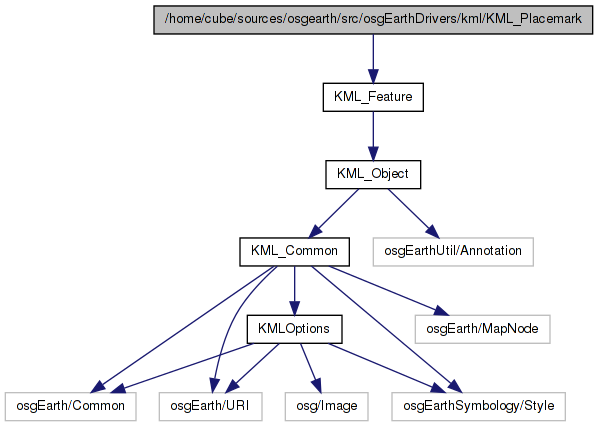 /home/cube/sources/osgearth/src/osgEarthDrivers/kml/KML_Placemark
KML_Feature
KML_Object
KML_Common
osgEarthUtil/Annotation
KMLOptions
osgEarth/MapNode
osgEarth/Common
osgEarth/URI
osg/Image
osgEarthSymbology/Style